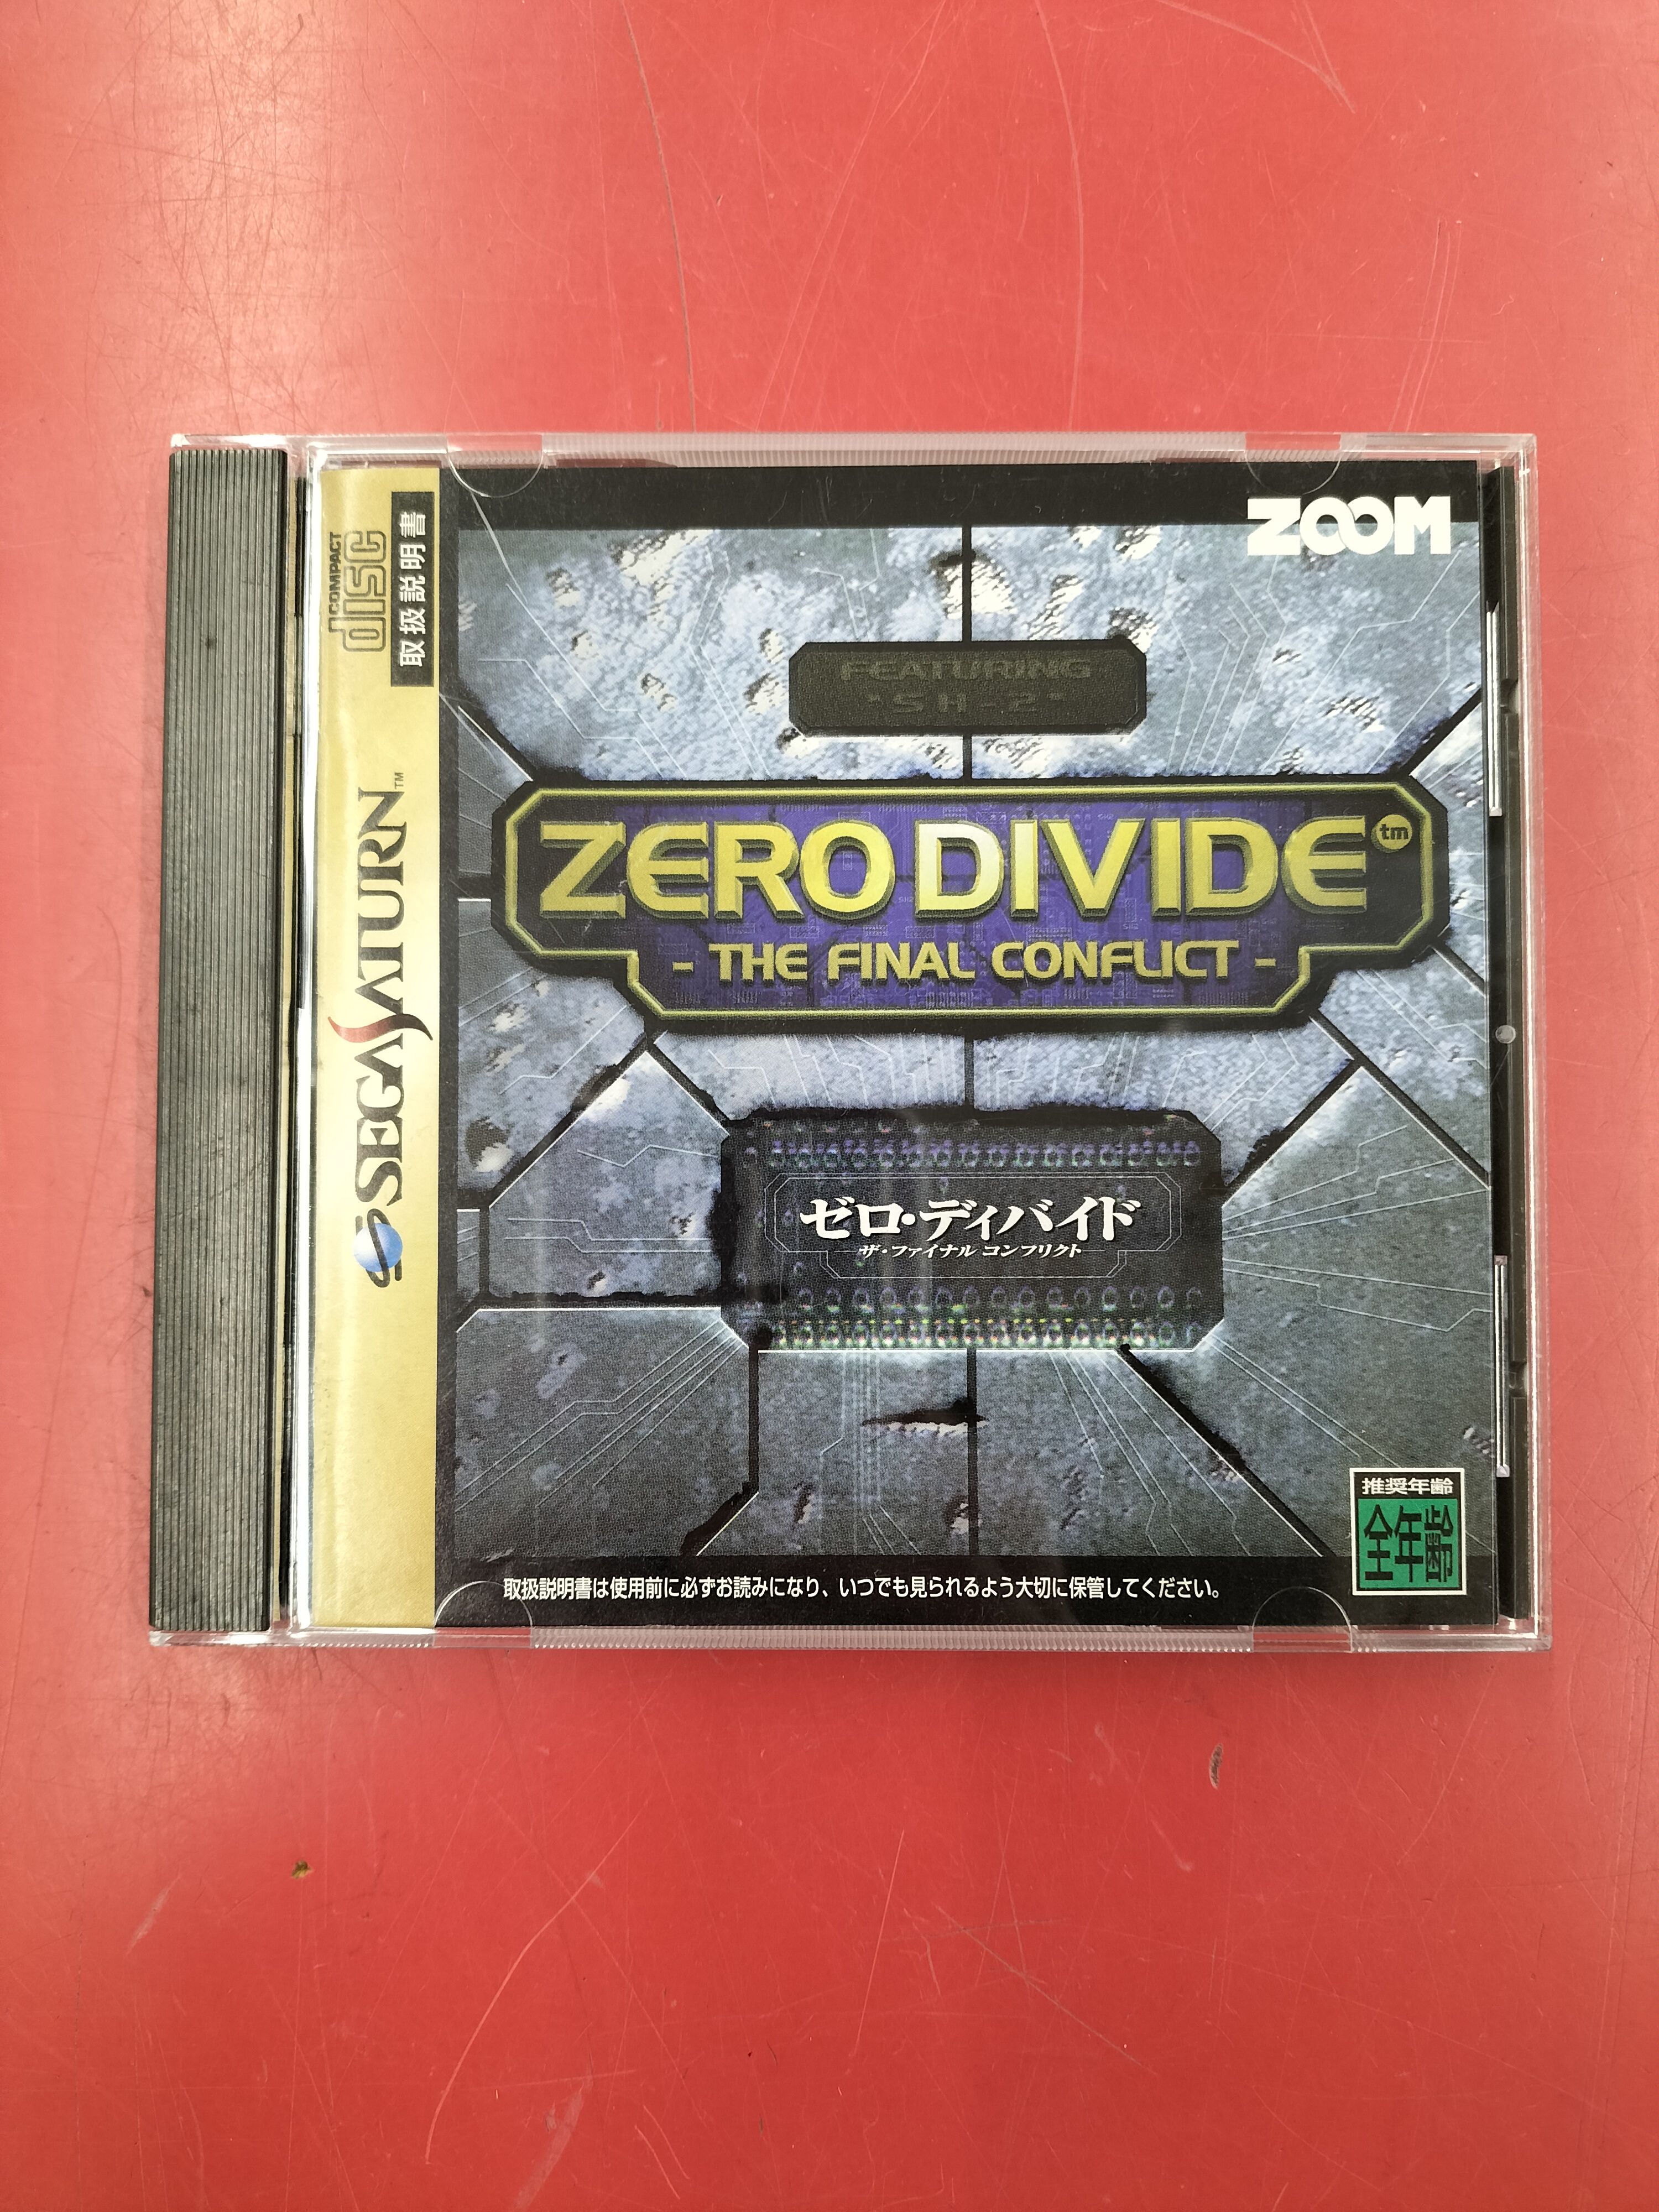 COMPACT
disc
取扱説明書
SEGA SATURN™
ZOOM
FEATURING
"SH-2"
ZERO DIVIDE tm
- THE FINAL CONFLICT -
ゼロ・ディバイド
ザ・ファイナル コンフリクト
推奨年齢
全年齢
取扱説明書は使用前に必ずお読みになり、いつでも見られるよう大切に保管してください。